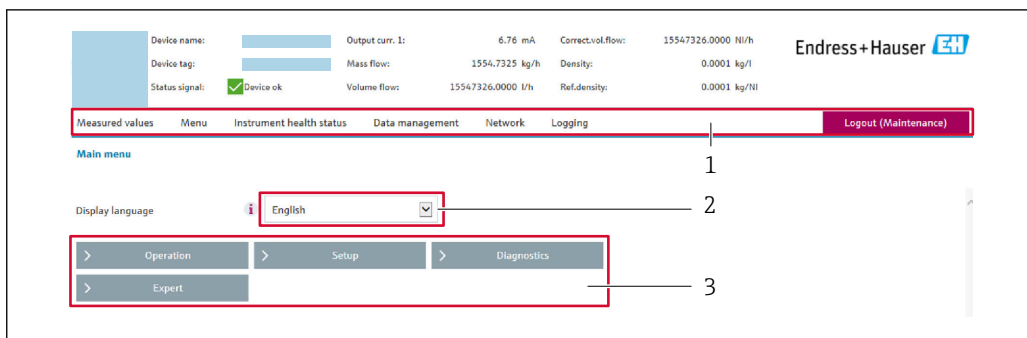 Device name: Output curr. 1: 6.76 mA Correct.vol.flow: 15547326.0000 Nl/h
Endress+Hauser EH
Device tag: Mass flow: 1554.7325 kg/h Density: 0.0001 kg/l
Status signal: Device ok Volume flow: 15547326.0000 l/h Ref.density: 0.0001 kg/Nl
Measured values Menu Instrument health status Data management Network Logging Logout (Maintenance)
1
Main menu
Display language i English 2
> Operation > Setup > Diagnostics
> Expert 3